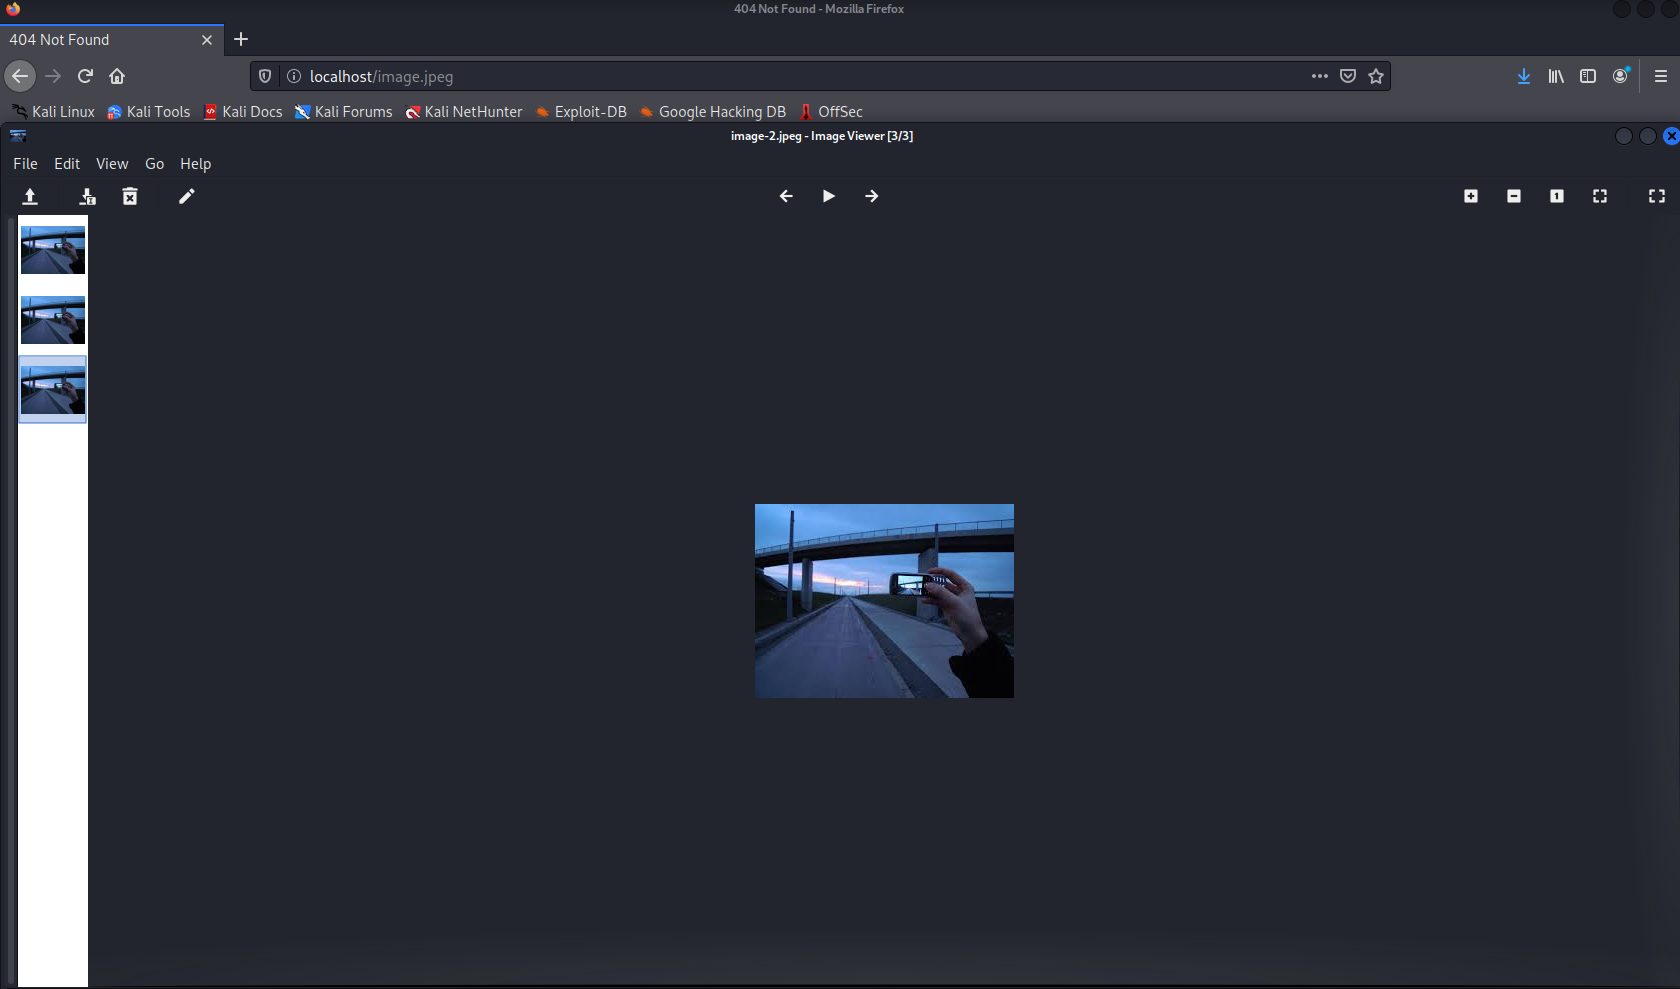 404 Not Found - Mozilla Firefox
404 Not Found
localhost/image.jpeg
Kali Linux Kali Tools Kali Docs Kali Forums Kali NetHunter Exploit-DB Google Hacking DB OffSec
image-2.jpeg - Image Viewer [3/3]
File Edit View Go Help
1